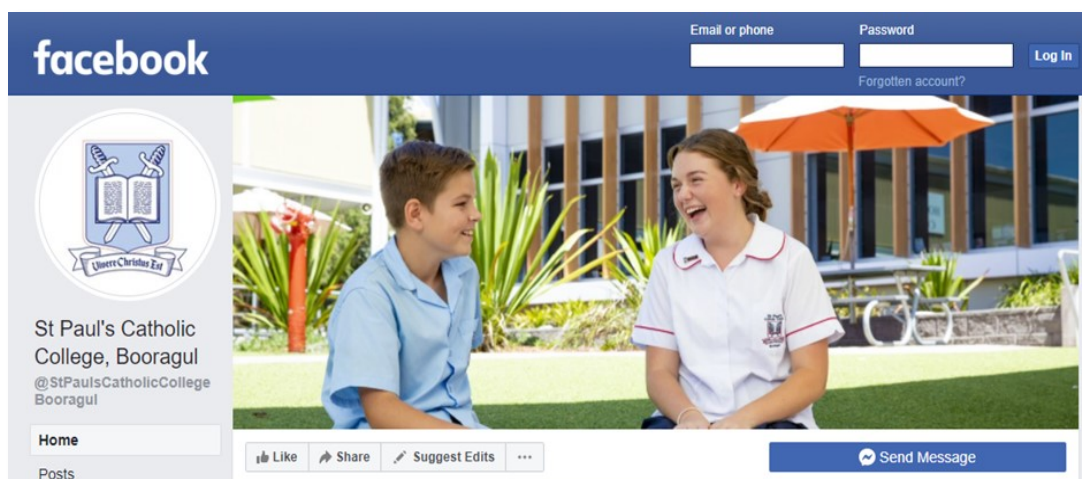 Email or phone
Password
facebook
Log In
Forgotten account?
Vivere Christus Est
St Paul's Catholic
College, Booragul
@StPaulsCatholicCollege
Booragul
Home
Posts
Like
Share
Suggest Edits
Send Message